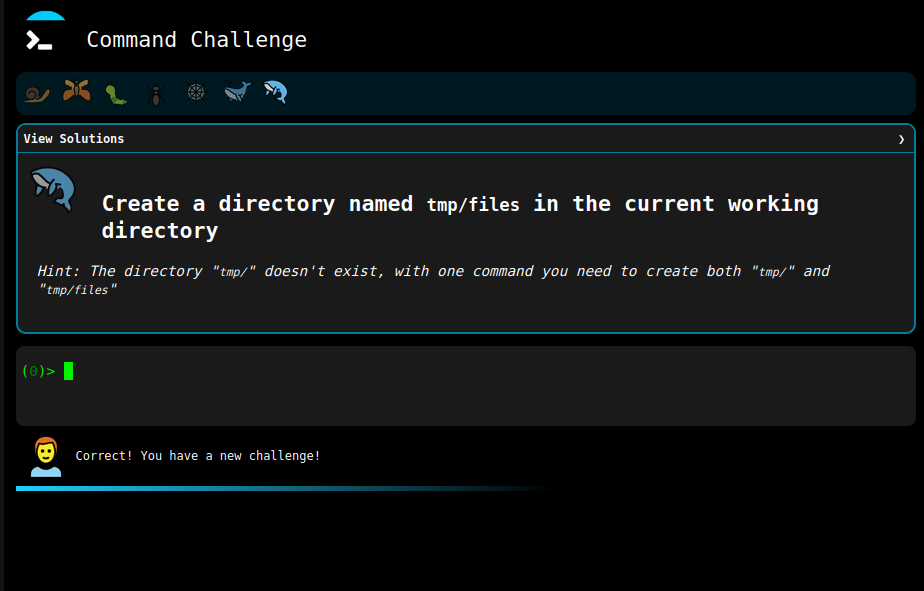 Command Challenge
View Solutions
Create a directory named tmp/files in the current working
directory
Hint: The directory "tmp/" doesn't exist, with one command you need to create both "tmp/" and
"tmp/files"
(0)>
Correct! You have a new challenge!